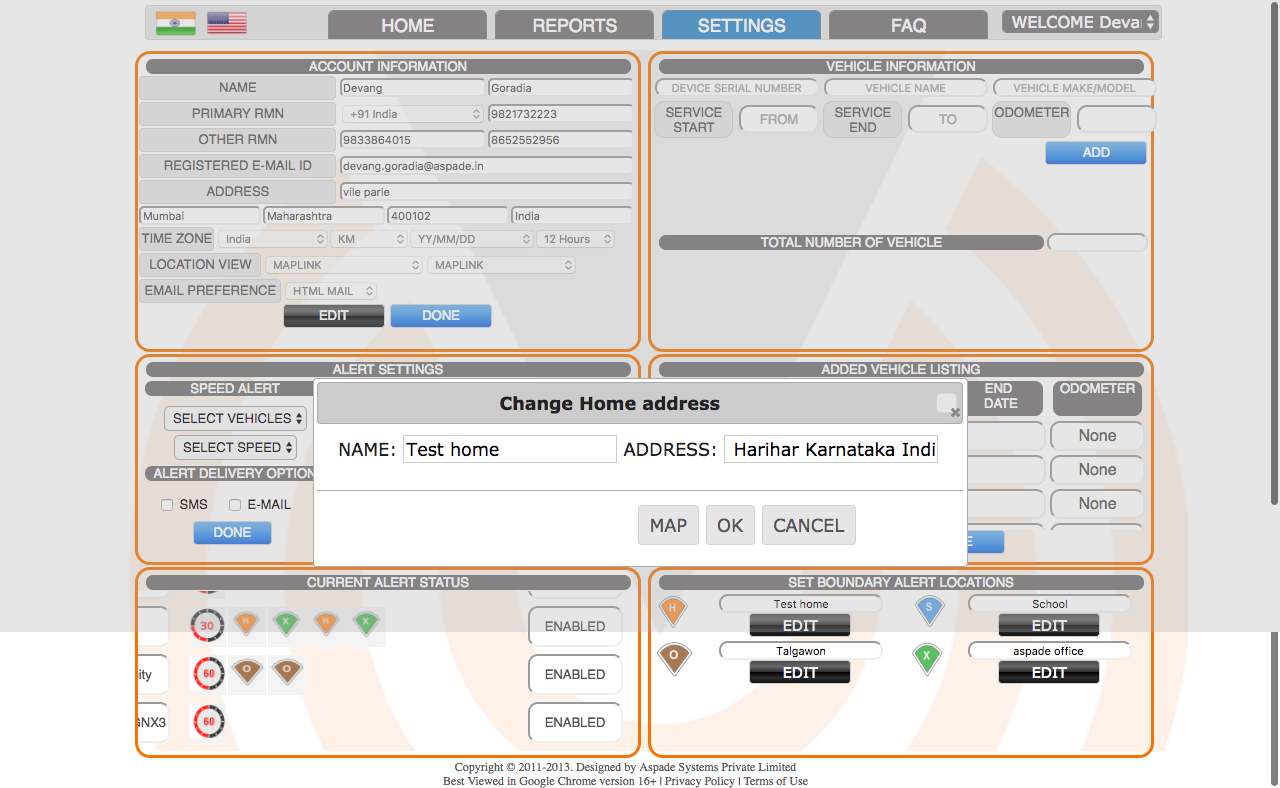 HOME REPORTS SETTINGS FAQ WELCOME Deva
ACCOUNT INFORMATION
NAME Devang Goradia
PRIMARY RMN +91 India 9821732223
OTHER RMN 9833864015 8652552956
REGISTERED E-MAIL ID devang.goradia@aspade.in
ADDRESS vile parle
Mumbai Maharashtra 400102 India
TIME ZONE India KM YY/MM/DD 12 Hours
LOCATION VIEW MAPLINK MAPLINK
EMAIL PREFERENCE HTML MAIL
EDIT DONE
VEHICLE INFORMATION
DEVICE SERIAL NUMBER VEHICLE NAME VEHICLE MAKE/MODEL
SERVICE START FROM SERVICE END TO ODOMETER
ADD
TOTAL NUMBER OF VEHICLE
ALERT SETTINGS
SPEED ALERT
SELECT VEHICLES
SELECT SPEED
ALERT DELIVERY OPTION
SMS E-MAIL
DONE
ADDED VEHICLE LISTING
END DATE ODOMETER
None
None
None
E
Change Home address
NAME: Test home ADDRESS: Harihar Karnataka Indi
MAP OK CANCEL
CURRENT ALERT STATUS
30 H X H X ENABLED
ity 60 O O ENABLED
GNX3 60 ENABLED
SET BOUNDARY ALERT LOCATIONS
H Test home S School
EDIT EDIT
O Talgawon X aspade office
EDIT EDIT
Copyright © 2011-2013. Designed by Aspade Systems Private Limited
Best Viewed in Google Chrome version 16+ | Privacy Policy | Terms of Use